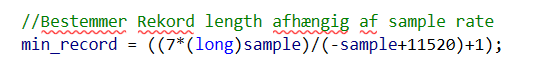 //Bestemmer Rekord length afhængig af sample rate
min_record = ((7*(long)sample)/(-sample+11520)+1);